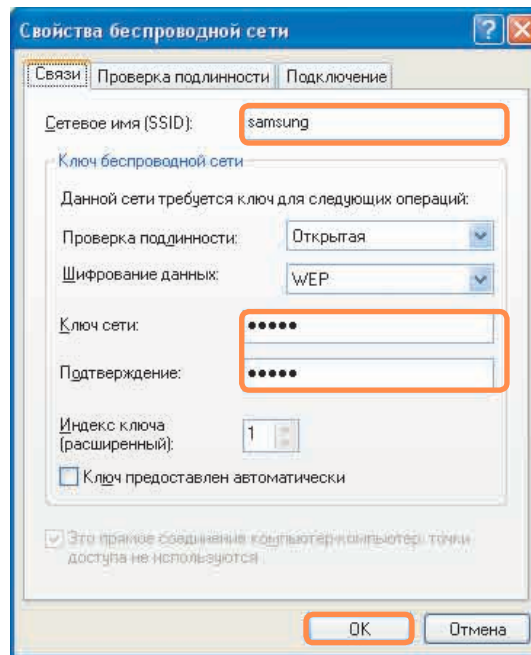 Свойства беспроводной сети
Связи Проверка подлинности Подключение
Сетевое имя (SSID): samsung
Ключ беспроводной сети
Данной сети требуется ключ для следующих операций:
Проверка подлинности: Открытая
Шифрование данных: WEP
Ключ сети: •••••
Подтверждение: •••••
Индекс ключа
(расширенный): 1
Ключ предоставлен автоматически
Это прямое соединение компьютер-компьютер; точки
доступа не используются
OK Отмена